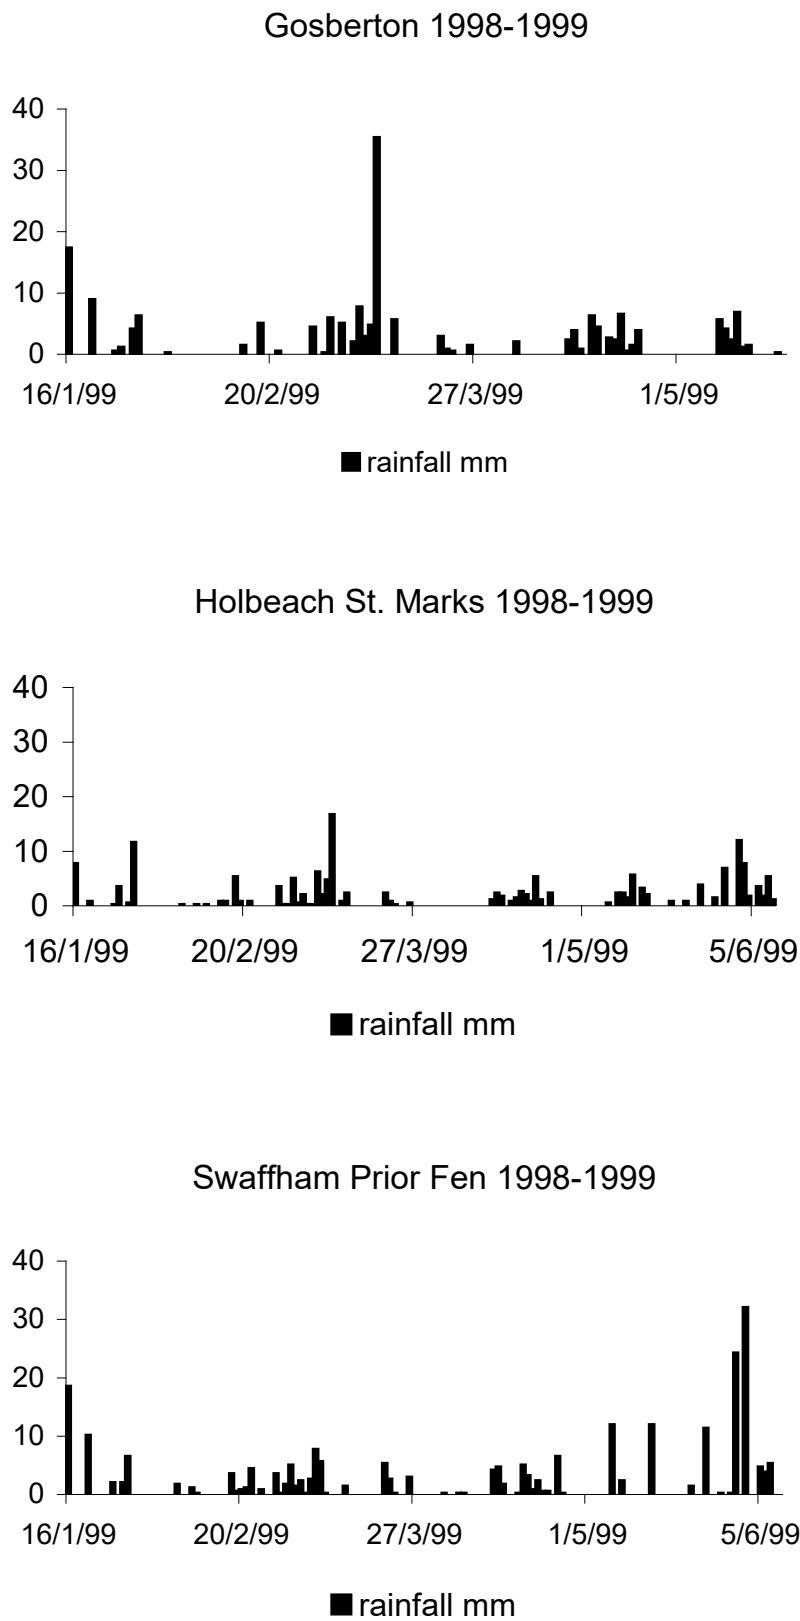 Gosberton 1998-1999
40
30
20
10
0
16/1/99 20/2/99 27/3/99 1/5/99
rainfall mm
Holbeach St. Marks 1998-1999
40
30
20
10
0
16/1/99 20/2/99 27/3/99 1/5/99 5/6/99
rainfall mm
Swaffham Prior Fen 1998-1999
40
30
20
10
0
16/1/99 20/2/99 27/3/99 1/5/99 5/6/99
rainfall mm